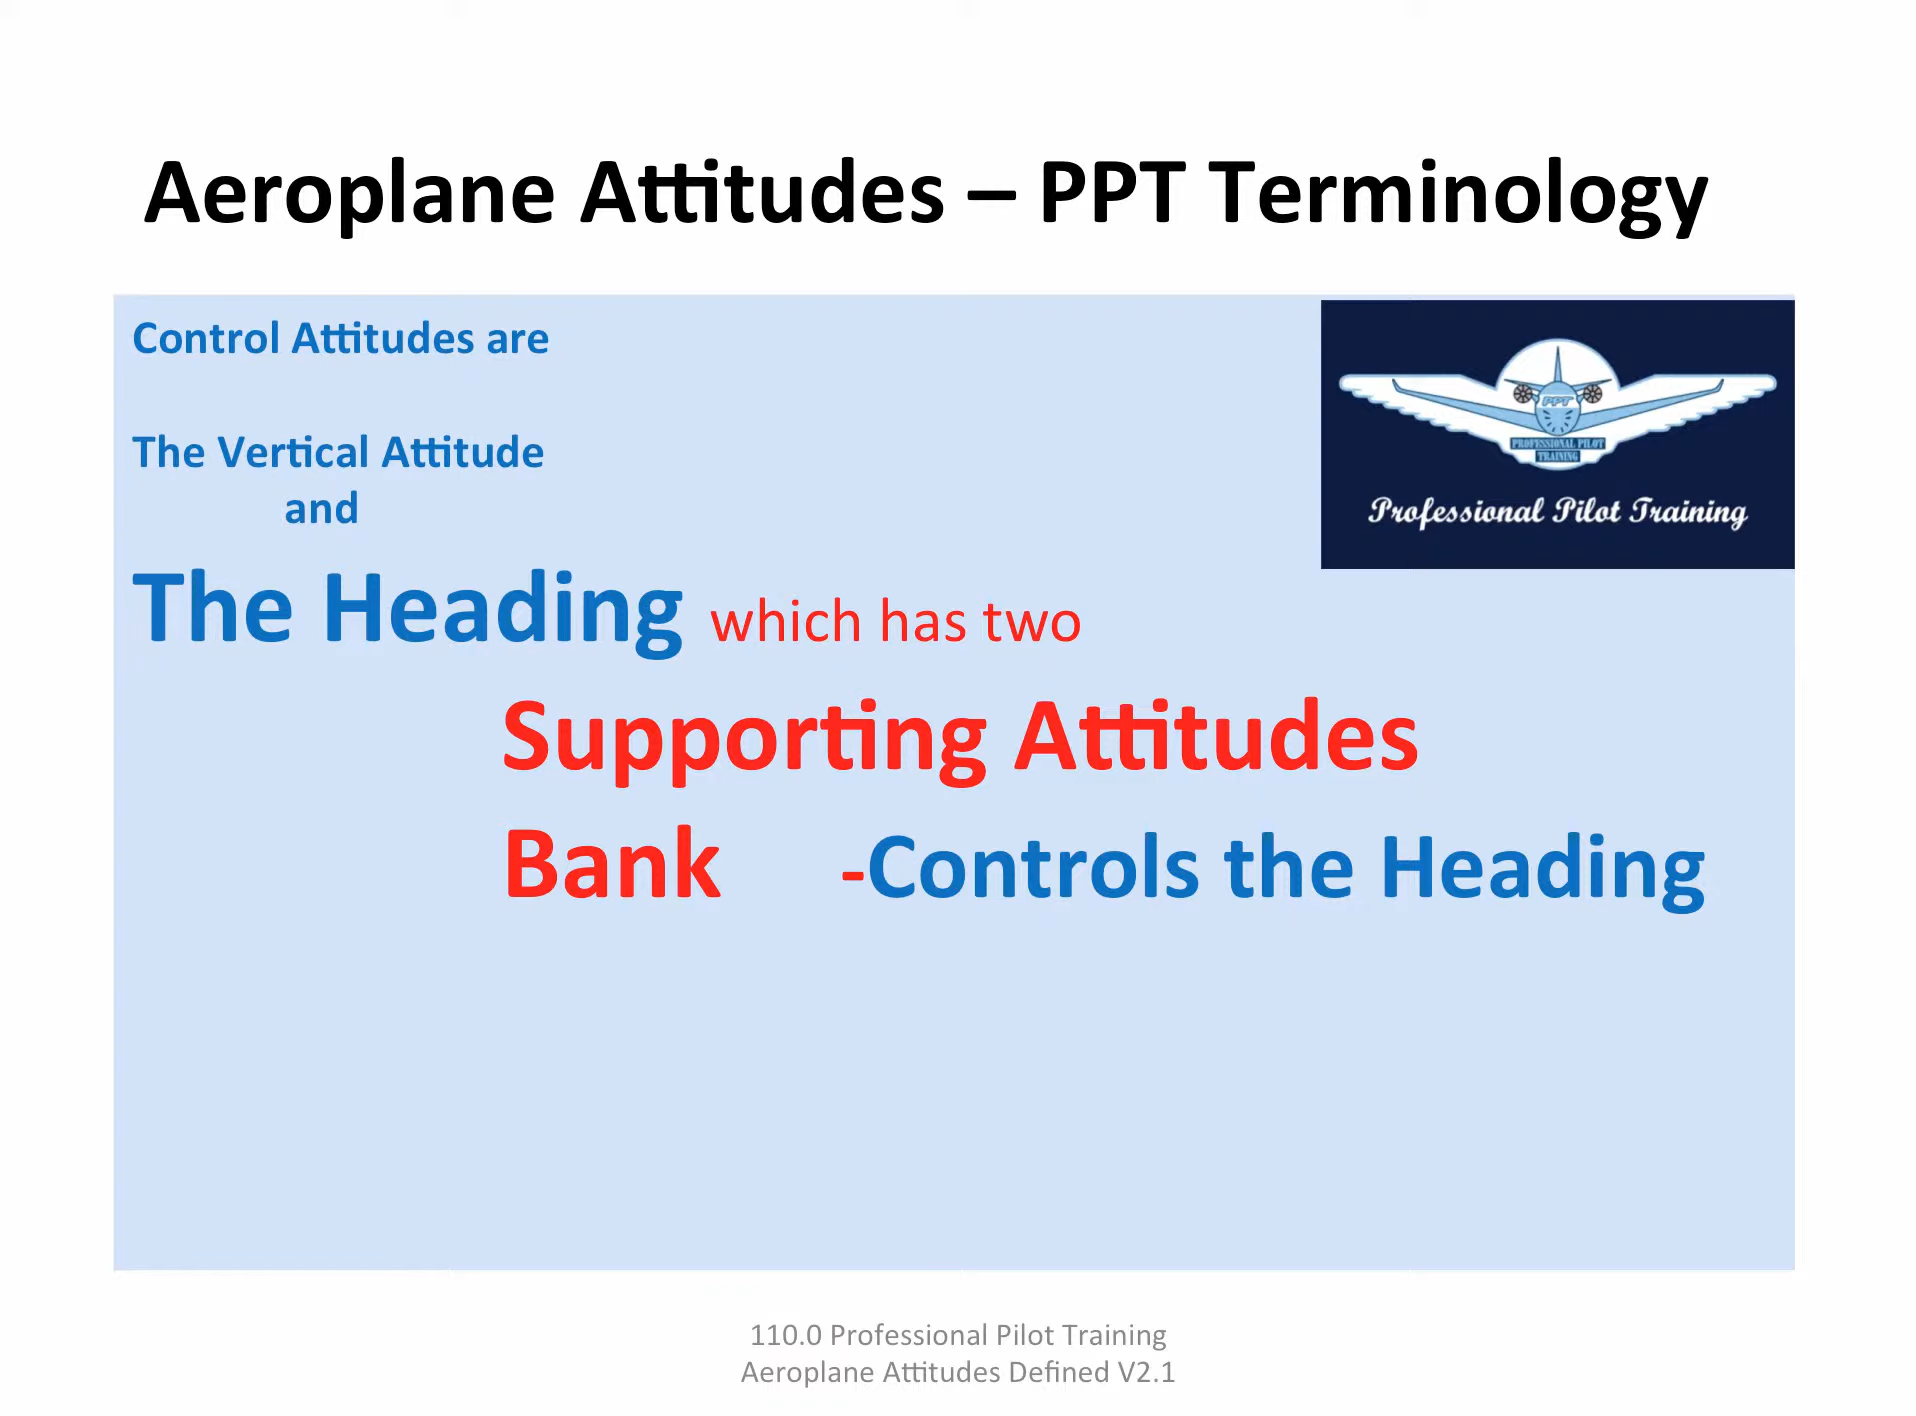 Aeroplane Attitudes – PPT Terminology
Control Attitudes are
The Vertical Attitude
and
The Heading which has two
Supporting Attitudes
Bank -Controls the Heading
PPT
PROFESSIONAL PILOT
TRAINING
Professional Pilot Training
110.0 Professional Pilot Training
Aeroplane Attitudes Defined V2.1